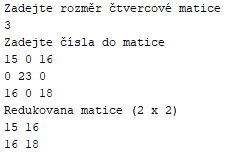 Zadejte rozměr čtvercové matice
3
Zadejte čísla do matice
15 0 16
0 23 0
16 0 18
Redukovana matice (2 x 2)
15 16
16 18